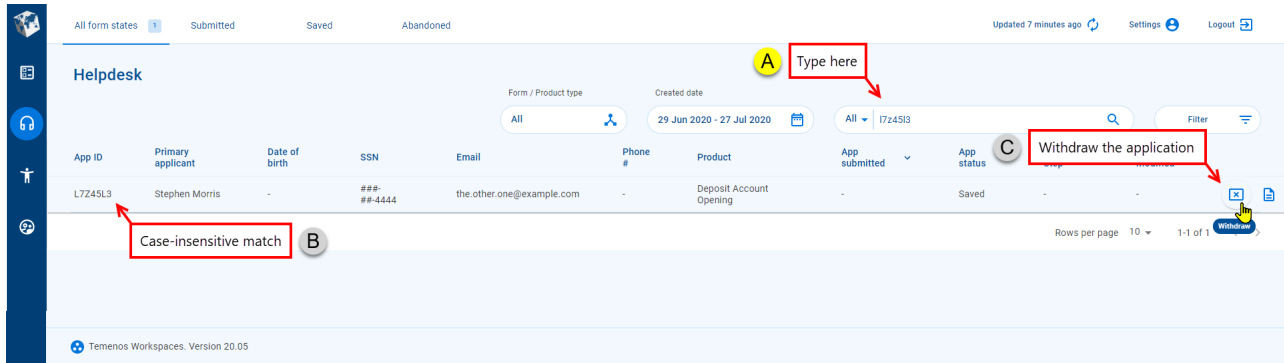 All form states 1 Submitted Saved Abandoned Updated 7 minutes ago Settings Logout
Helpdesk
A Type here
Form / Product type Created date
All 29 Jun 2020 - 27 Jul 2020 All l7z45l3 Filter
C Withdraw the application
App ID Primary applicant Date of birth SSN Email Phone # Product App submitted App status
L7Z45L3 Stephen Morris - ###-##-4444 the.other.one@example.com - Deposit Account Opening - Saved - -
Case-insensitive match B
Withdraw
Rows per page 10 1-1 of 1
Temenos Workspaces. Version 20.05